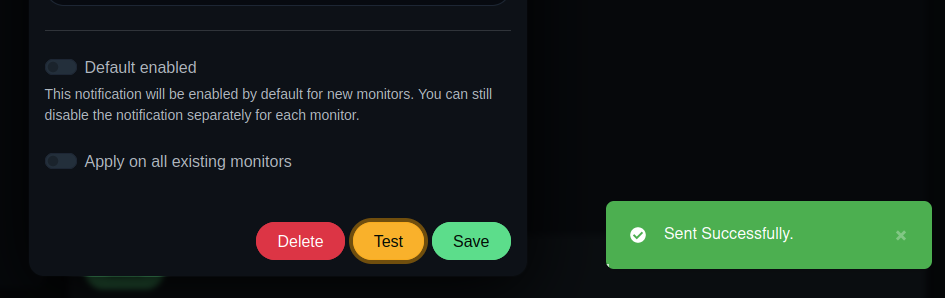 Default enabled
This notification will be enabled by default for new monitors. You can still
disable the notification separately for each monitor.
Apply on all existing monitors
Delete Test Save
Sent Successfully.